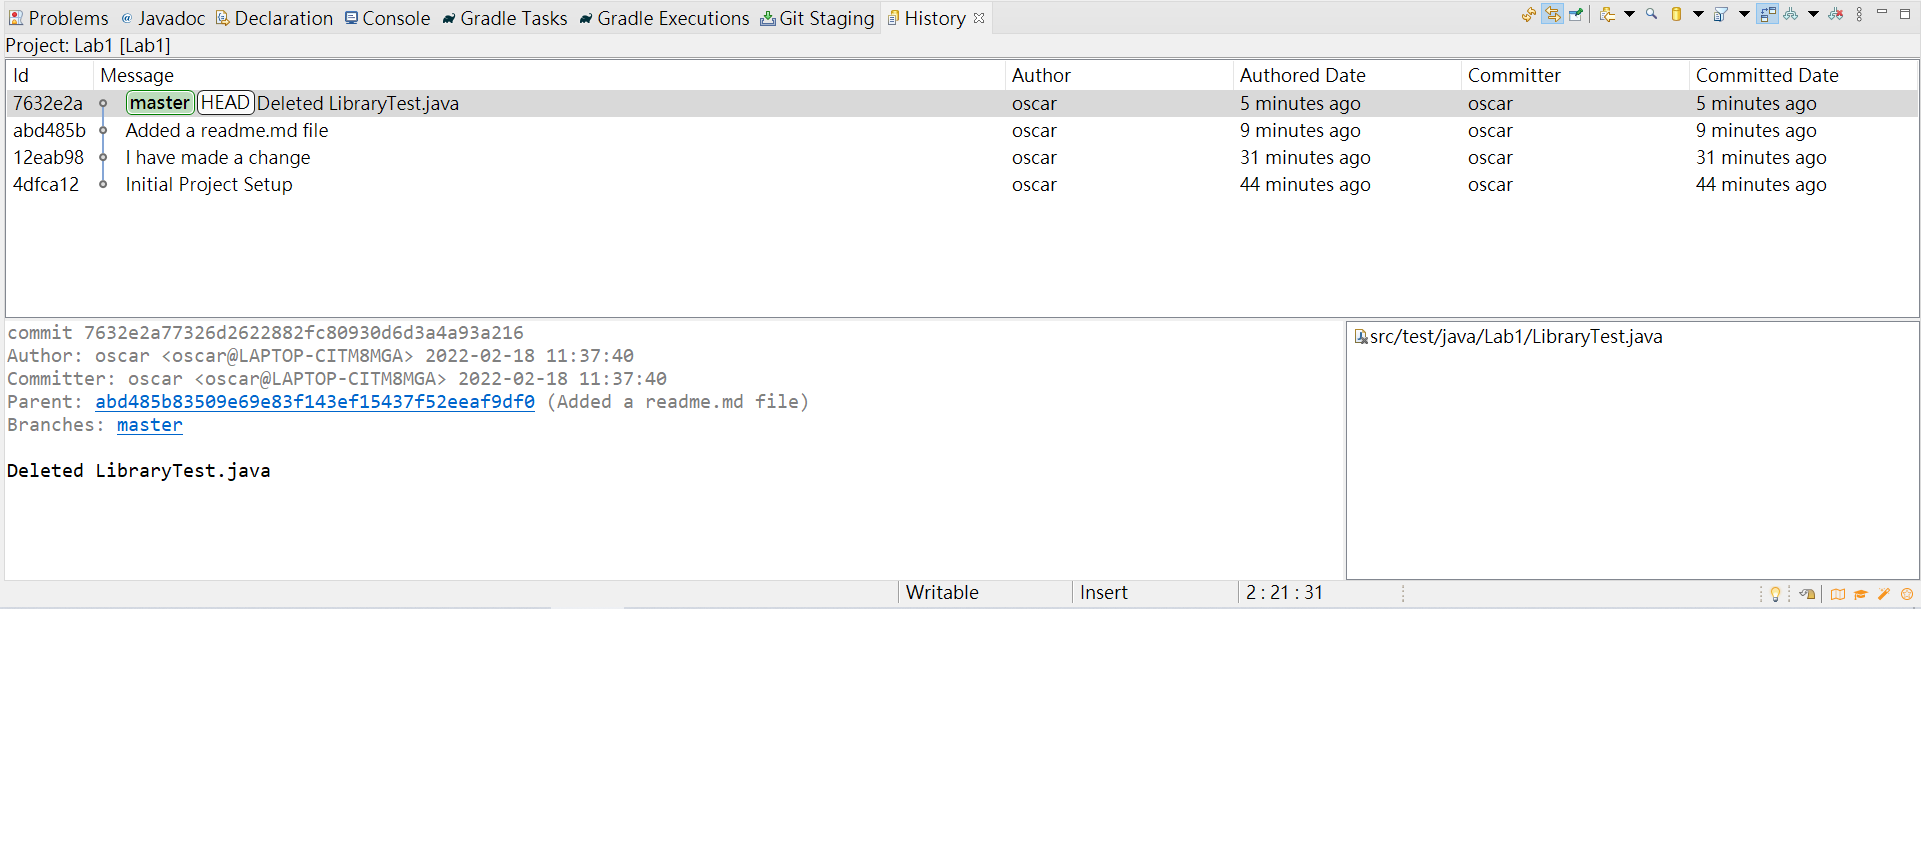 Problems @ Javadoc Declaration Console Gradle Tasks Gradle Executions Git Staging History
Project: Lab1 [Lab1]
Id Message Author Authored Date Committer Committed Date
7632e2a master HEAD Deleted LibraryTest.java oscar 5 minutes ago oscar 5 minutes ago
abd485b Added a readme.md file oscar 9 minutes ago oscar 9 minutes ago
12eab98 I have made a change oscar 31 minutes ago oscar 31 minutes ago
4dfca12 Initial Project Setup oscar 44 minutes ago oscar 44 minutes ago
commit 7632e2a77326d2622882fc80930d6d3a4a93a216
Author: oscar <oscar@LAPTOP-CITM8MGA> 2022-02-18 11:37:40
Committer: oscar <oscar@LAPTOP-CITM8MGA> 2022-02-18 11:37:40
Parent: abd485b83509e69e83f143ef15437f52eeaf9df0 (Added a readme.md file)
Branches: master
Deleted LibraryTest.java
src/test/java/Lab1/LibraryTest.java
Writable Insert 2 : 21 : 31